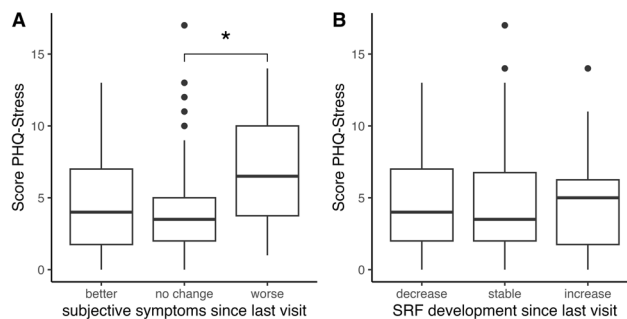 A
*
Score PHQ-Stress
15
10
5
0
better no change worse
subjective symptoms since last visit
B
Score PHQ-Stress
15
10
5
0
decrease stable increase
SRF development since last visit